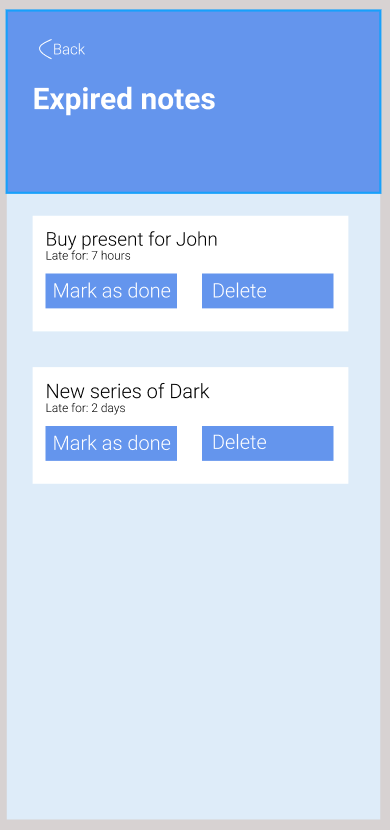 Back
Expired notes
Buy present for John
Late for: 7 hours
Mark as done Delete
New series of Dark
Late for: 2 days
Mark as done Delete